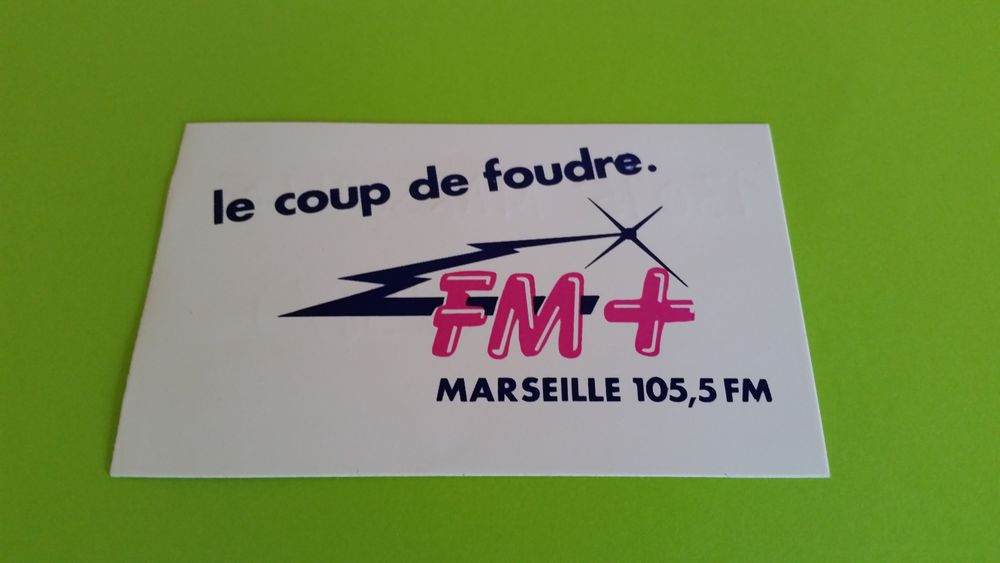 le coup de foudre.
FM+
MARSEILLE 105,5 FM